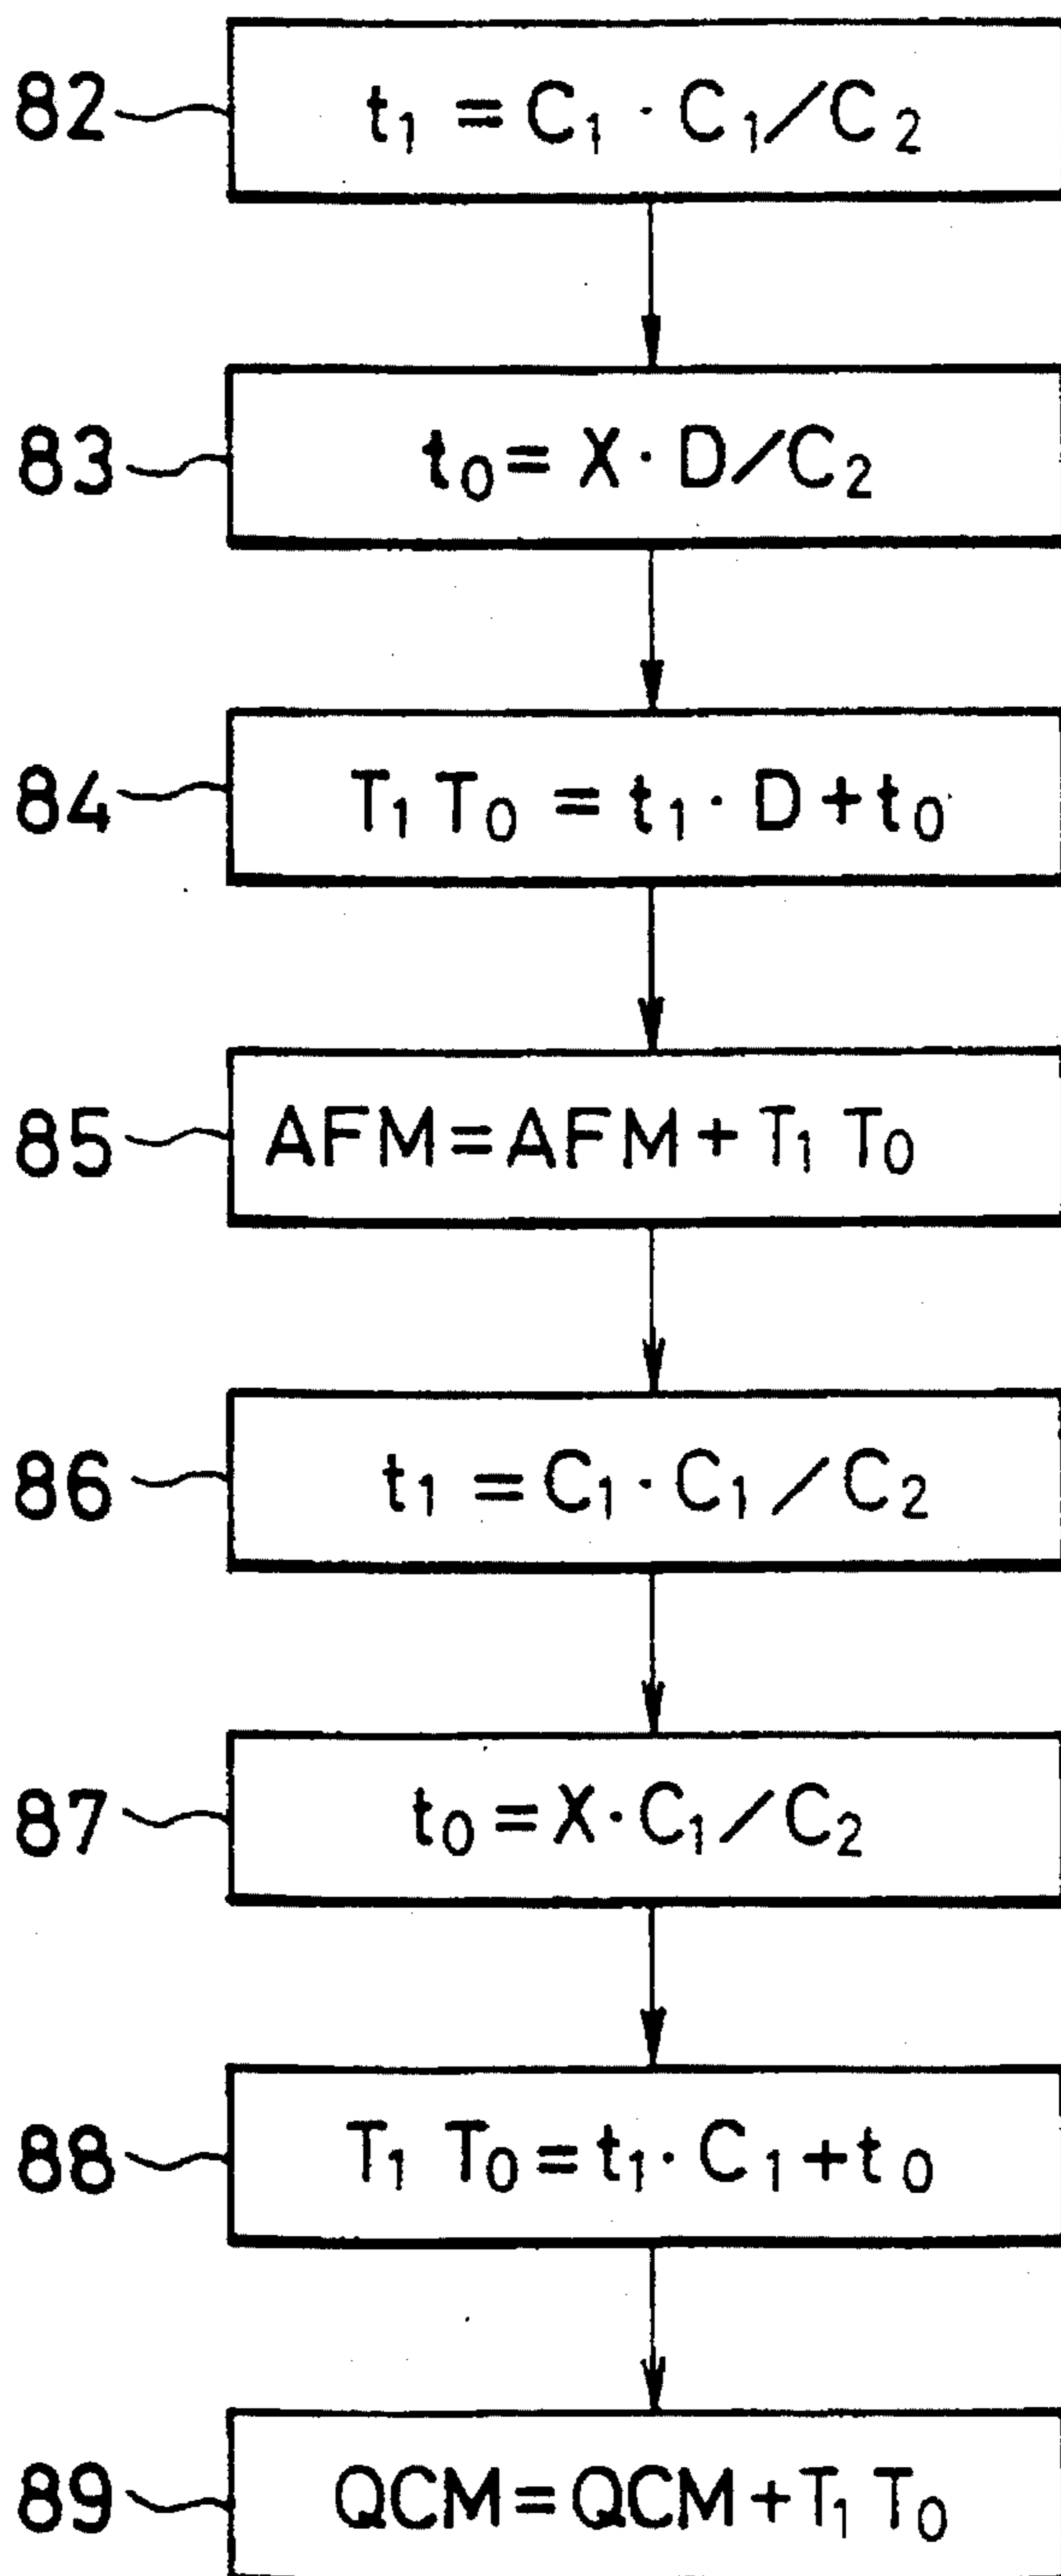 82 t₁ = C₁ · C₁/C₂
83 t₀ = X · D/C₂
84 T₁ T₀ = t₁ · D + t₀
85 AFM = AFM + T₁ T₀
86 t₁ = C₁ · C₁/C₂
87 t₀ = X · C₁/C₂
88 T₁ T₀ = t₁ · C₁ + t₀
89 QCM = QCM + T₁ T₀